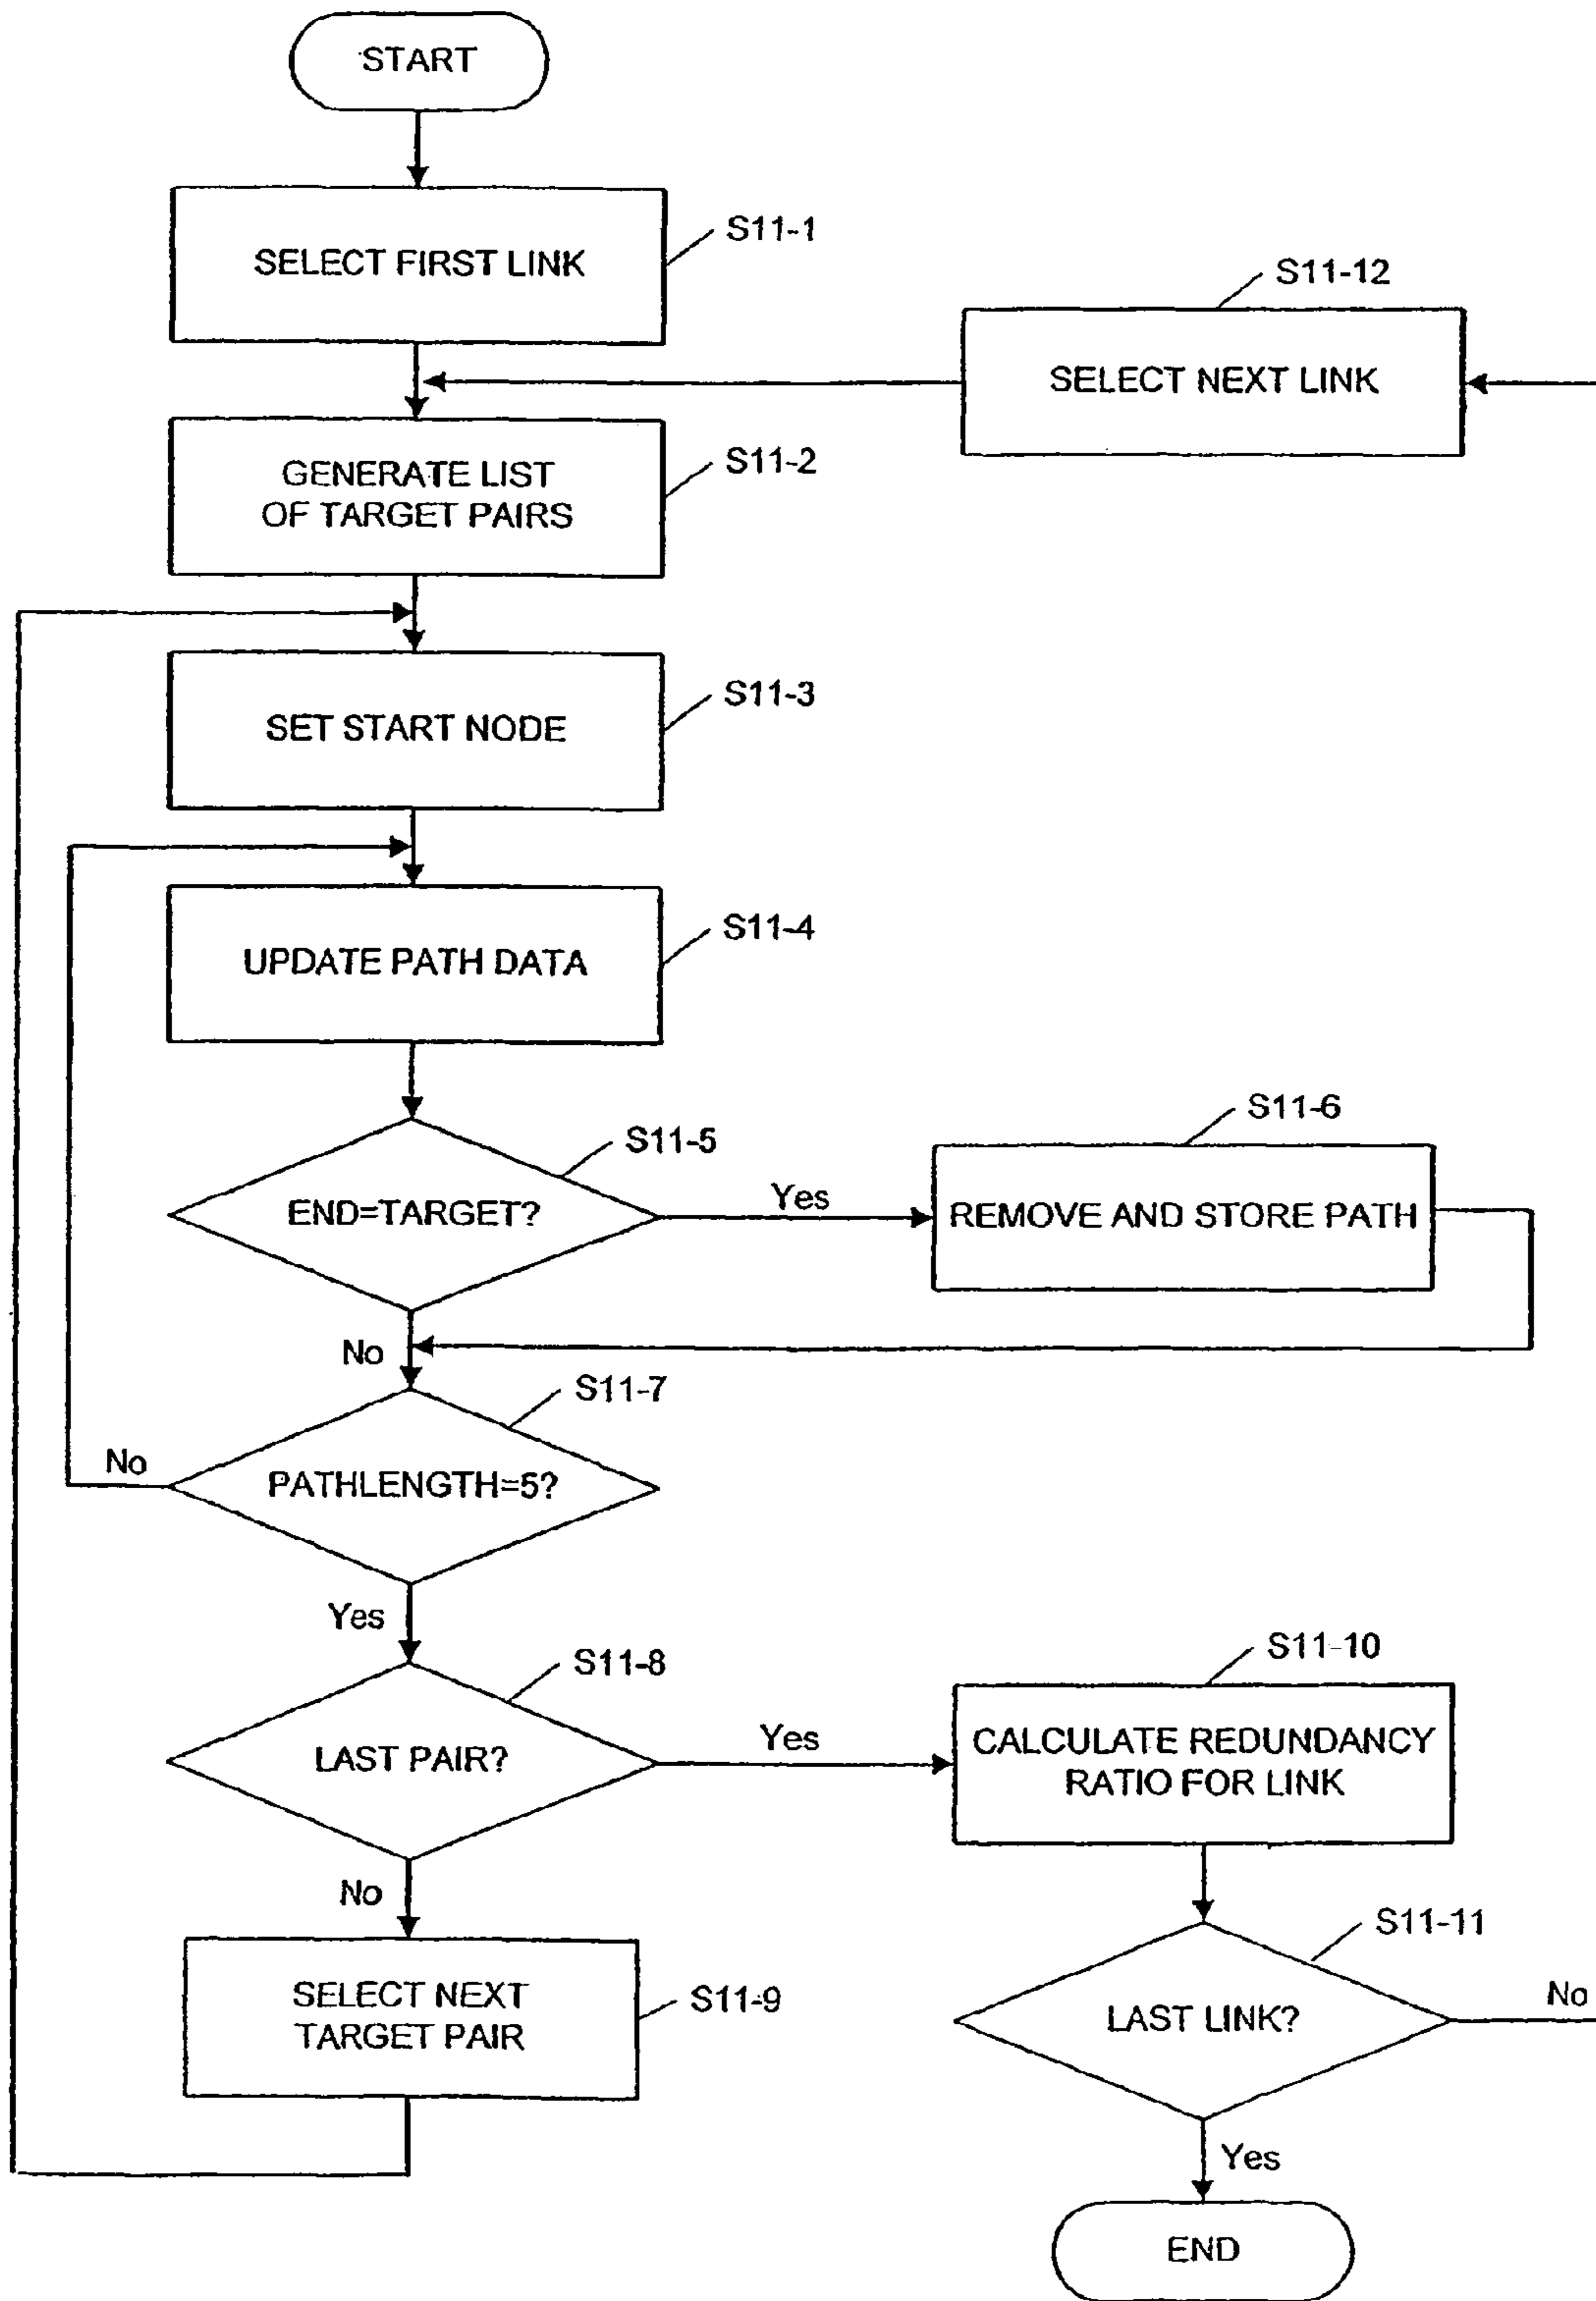 START
SELECT FIRST LINK
S11-1
S11-12
SELECT NEXT LINK
GENERATE LIST
OF TARGET PAIRS
S11-2
SET START NODE
S11-3
UPDATE PATH DATA
S11-4
END=TARGET?
S11-5
Yes
S11-6
REMOVE AND STORE PATH
No
S11-7
PATHLENGTH=5?
No
Yes
S11-8
LAST PAIR?
Yes
S11-10
CALCULATE REDUNDANCY
RATIO FOR LINK
No
SELECT NEXT
TARGET PAIR
S11-9
S11-11
LAST LINK?
No
Yes
END